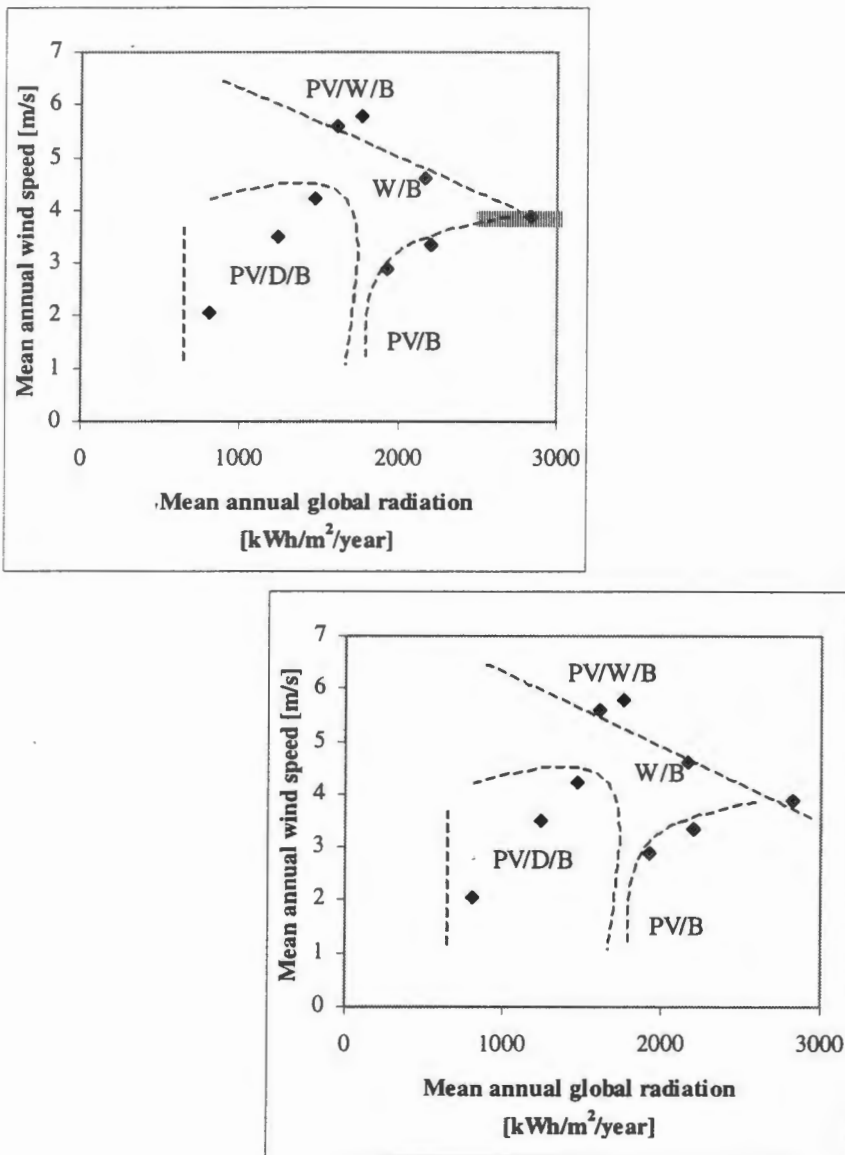 Mean annual wind speed [m/s]
7
6
5
4
3
2
1
0
PV/W/B
W/B
PV/D/B
PV/B
0 1000 2000 3000
Mean annual global radiation
[kWh/m²/year]
Mean annual wind speed [m/s]
7
6
5
4
3
2
1
0
PV/W/B
W/B
PV/D/B
PV/B
0 1000 2000 3000
Mean annual global radiation
[kWh/m²/year]